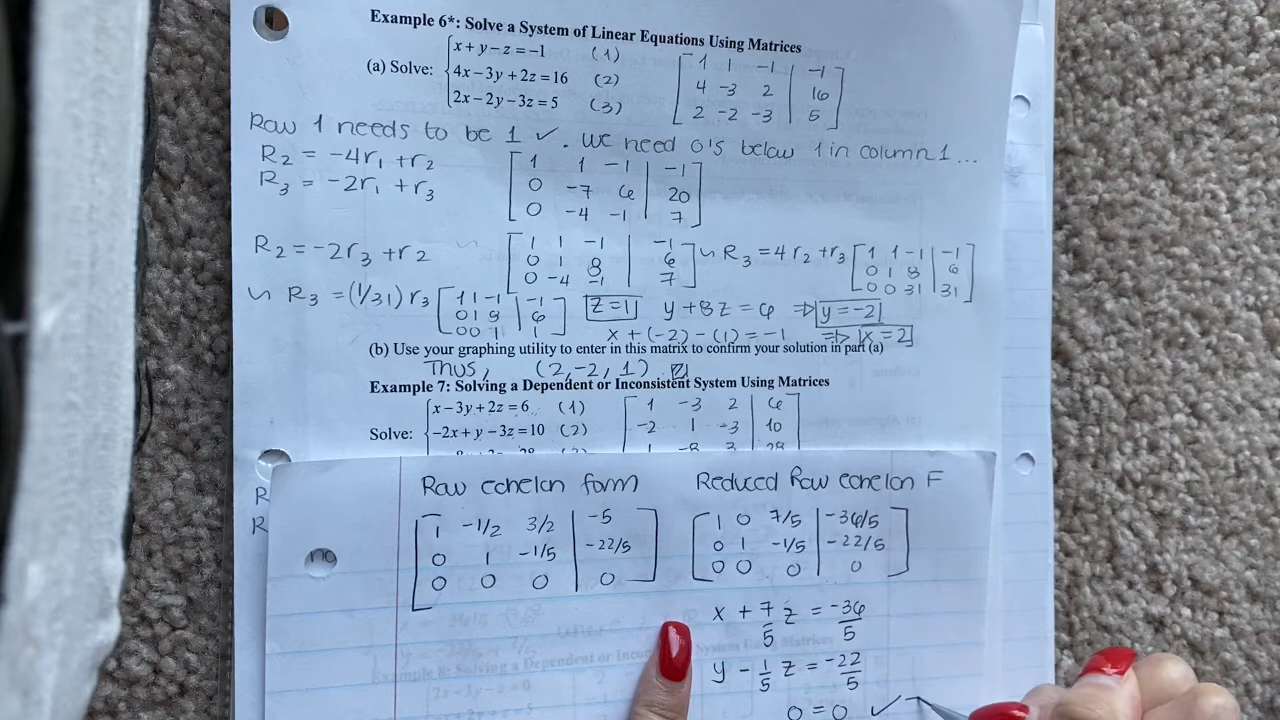 Example 6*: Solve a System of Linear Equations Using Matrices
(a) Solve:
x + y − z = −1 (1)
4x − 3y + 2z = 16 (2)
2x − 2y − 3z = 5 (3)
1 1 -1 | -1
4 -3 2 | 16
2 -2 -3 | 5
Row 1 needs to be 1 ✓. We need 0's below 1 in column 1 ...
R2 = -4r1 + r2
R3 = -2r1 + r3
1 1 -1 | -1
0 -7 6 | 20
0 -4 -1 | 7
R2 = -2r3 + r2
1 1 -1 | -1
0 1 8 | 6
0 -4 -1 | 7
~ R3 = 4r2 + r3
1 1 -1 | -1
0 1 8 | 6
0 0 31 | 31
~ R3 = (1/31) r3
1 1 -1 | -1
0 1 8 | 6
0 0 1 | 1
z = 1 y + 8z = 6 ⇒ y = -2
x + (-2) - (1) = -1 ⇒ x = 2
(b) Use your graphing utility to enter in this matrix to confirm your solution in part (a)
Thus, (2, -2, 1)
Example 7: Solving a Dependent or Inconsistent System Using Matrices
Solve:
x − 3y + 2z = 6 (1)
−2x + y − 3z = 10 (2)
1 -3 2 | 6
-2 1 -3 | 10
R
R
Row echelon form
1 -1/2 3/2 | -5
0 1 -1/5 | -22/5
0 0 0 | 0
Reduced Row echelon F
1 0 7/5 | -36/5
0 1 -1/5 | -22/5
0 0 0 | 0
x + 7/5 z = -36/5
y - 1/5 z = -22/5
0 = 0 ✓